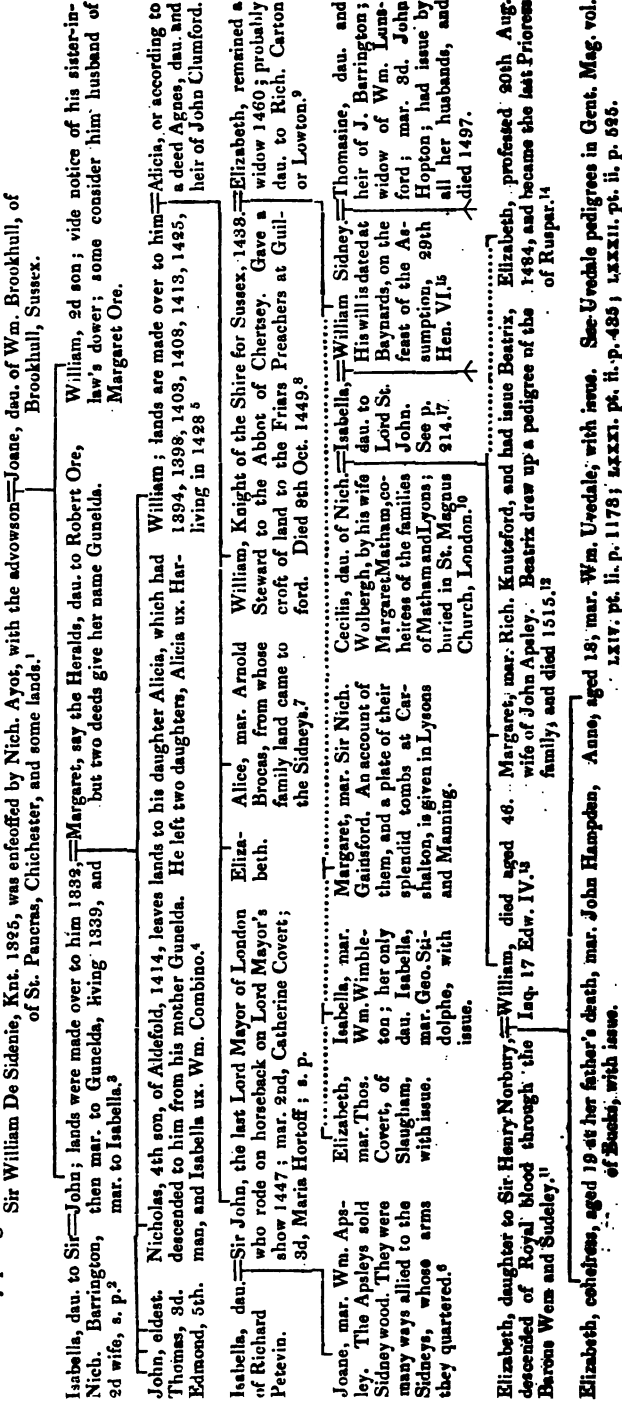 Sir William De Sidenie, Knt. 1325, was enfeoffed by Nich. Ayot, with the advowson=Joane, dau. of Wm. Brookhull, of
of St. Pancras, Chichester, and some lands.¹
Brookhull, Sussex.
Isabella, dau. to Sir=John; lands were made over to him 1332,=Margaret, say the Heralds, dau. to Robert Ore,
Nich. Barrington,
2d wife, s. p.²
then mar. to Gunelda, living 1339, and
mar. to Isabella.³
but two deeds give her name Gunelda.
William, 2d son; vide notice of his sister-in-
law's dower; some consider him husband of
Margaret Ore.
John, eldest.
Thomas, 3d.
Edmond, 5th.
Nicholas, 4th son, of Aldefold, 1414, leaves lands to his daughter Alicia, which had
descended to him from his mother Gunelda. He left two daughters, Alicia ux. Har-
man, and Isabella ux. Wm. Combino.⁴
William; lands are made over to him=Alicia, or according to
1394, 1398, 1403, 1408, 1413, 1425,
living in 1428 ⁵
a deed Agnes, dau. and
heir of John Clumford.
Isabella, dau.=Sir John, the last Lord Mayor of London
of Richard
Petevin.
who rode on horseback on Lord Mayor's
show 1447; mar. 2nd, Catherine Covert;
3d, Maria Hortoff; s. p.
Eliza-
beth.
Alice, mar. Arnold
Brocas, from whose
family land came to
the Sidneys.⁷
William, Knight of the Shire for Sussex, 1438.=Elizabeth, remained a
Steward to the Abbot of Chertsey. Gave a
croft of land to the Friars Preachers at Guil-
ford. Died 8th Oct. 1449.⁸
widow 1460; probably
dau. to Rich. Carton
or Lowton.⁹
Joane, mar. Wm. Aps-
ley. The Apsleys sold
Sidneywood. They were
many ways allied to the
Sidneys, whose arms
they quartered.⁶
Elizabeth,
mar. Thos.
Covert, of
Slaugham,
with issue.
Isabella, mar.
Wm. Wimble-
ton; her only
dau. Isabella,
mar. Geo. Sti-
dolphe, with
issue.
Margaret, mar. Sir Nich.
Gainsford. An account of
them, and a plate of their
splendid tombs at Car-
shalton, is given in Lysons
and Manning.
Cecilis, dau. of Nich.=Isabella,=William Sidney.=Thomasine, dau. and
Wolbergh, by his wife
Margaret Matham, co-
heiress of the families
of Matham and Lyons;
buried in St. Magnus
Church, London.¹⁰
dau. to
Lord St.
John.
See p.
214.¹⁷
His will is dated at
Baynards, on the
feast of the As-
sumption, 29th
Hen. VI.¹⁵
heir of J. Barrington;
widow of Wm. Luns-
ford; mar. 3d. John
Hopton; had issue by
all her husbands, and
died 1497.
Elizabeth, daughter to Sir Henry Norbury,=William, died aged 46.
descended of Royal blood through the
Barons Wem and Sudeley.¹¹
Inq. 17 Edw. IV.¹³
Margaret, mar. Rich. Knutsford, and had issue Beatrix,
wife of John Apsley. Beatrix drew up a pedigree of the
family, and died 1515.¹²
Elizabeth, professed 20th Aug.
1484, and became the last Prioress
of Ruspar.¹⁴
Elizabeth, coheiress, aged 19 at her father's death, mar. John Hampden,
of Bucks, with issue.
Anne, aged 18; mar. Wm. Uvedale, with issue. See Uvedale pedigrees in Gent. Mag. vol.
LXIV. pt. ii. p. 1178; LXXXI. pt. ii. p. 435; LXXXII. pt. ii. p. 525.